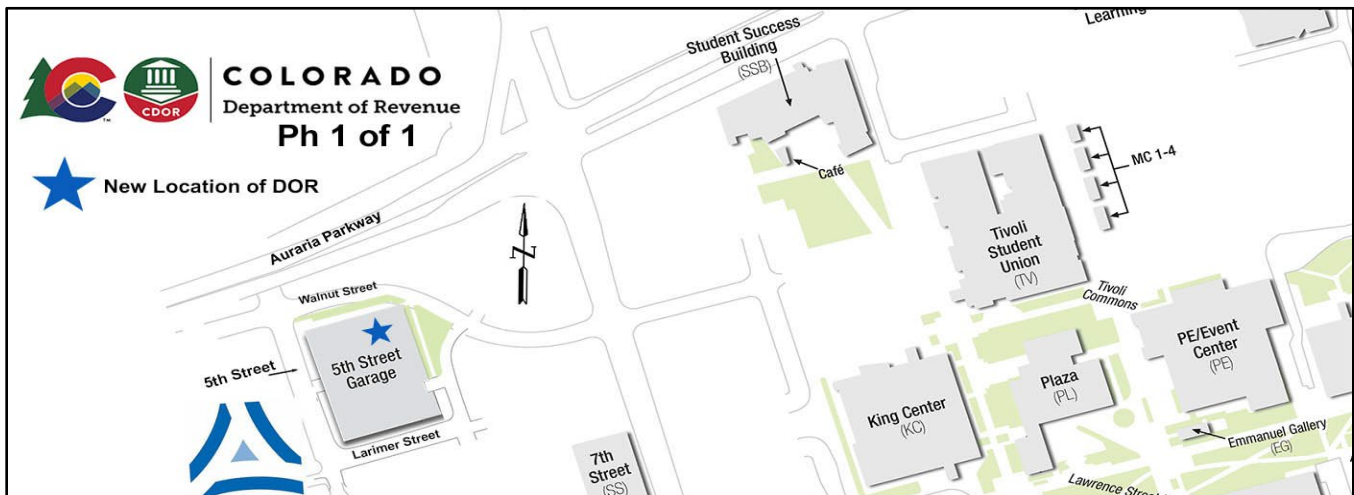 COLORADO
Department of Revenue
CDOR
TM
Ph 1 of 1
New Location of DOR
Learning
Student Success
Building
(SSB)
Café
MC 1-4
Auraria Parkway
N
Tivoli
Student
Union
(TV)
Tivoli
Commons
Walnut Street
5th Street
5th Street
Garage
Larimer Street
PE/Event
Center
(PE)
Plaza
(PL)
King Center
(KC)
Emmanuel Gallery
(EG)
7th
Street
(SS)
Lawrence Street